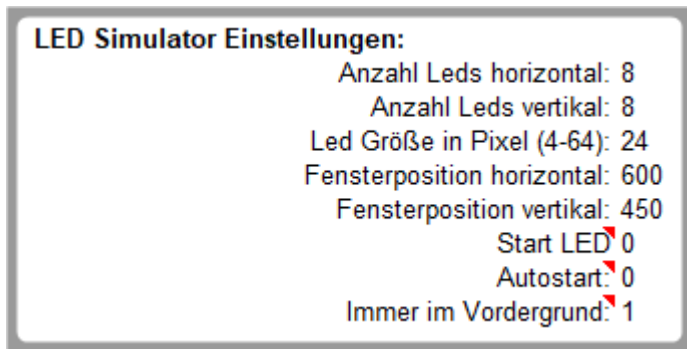 LED Simulator Einstellungen:
Anzahl Leds horizontal: 8
Anzahl Leds vertikal: 8
Led Größe in Pixel (4-64): 24
Fensterposition horizontal: 600
Fensterposition vertikal: 450
Start LED 0
Autostart: 0
Immer im Vordergrund: 1